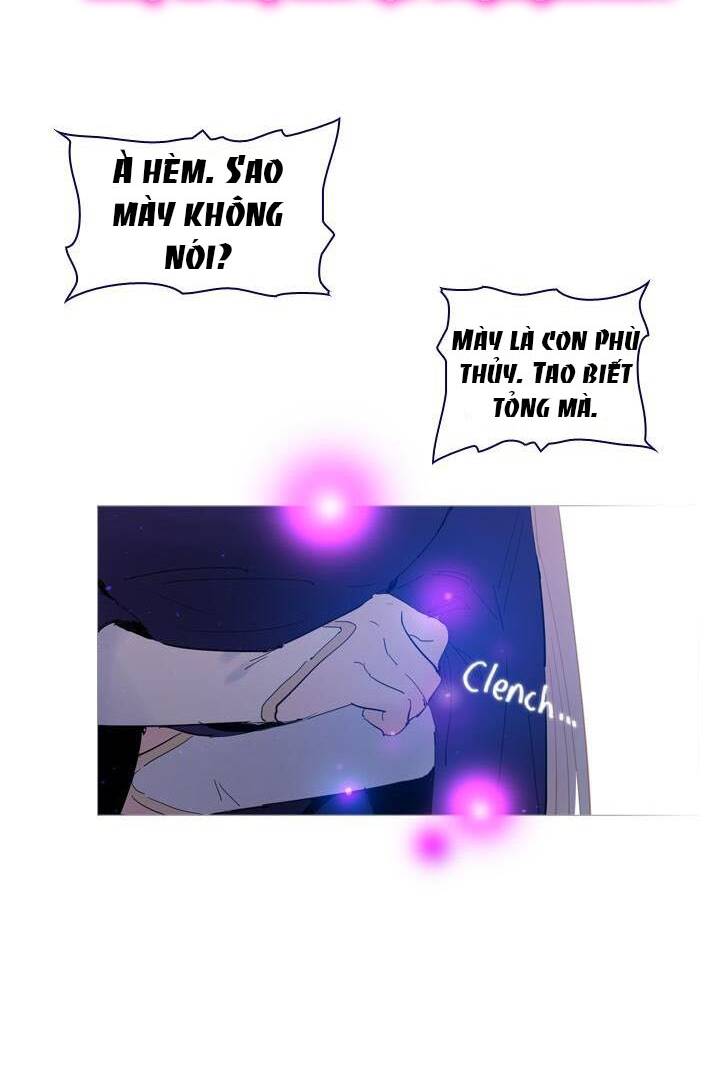 À HÈM. SAO
MÀY KHÔNG
NÓI?
MÀY LÀ CON PHÙ
THỦY. TAO BIẾT
TỎNG MÀ.
Clench...